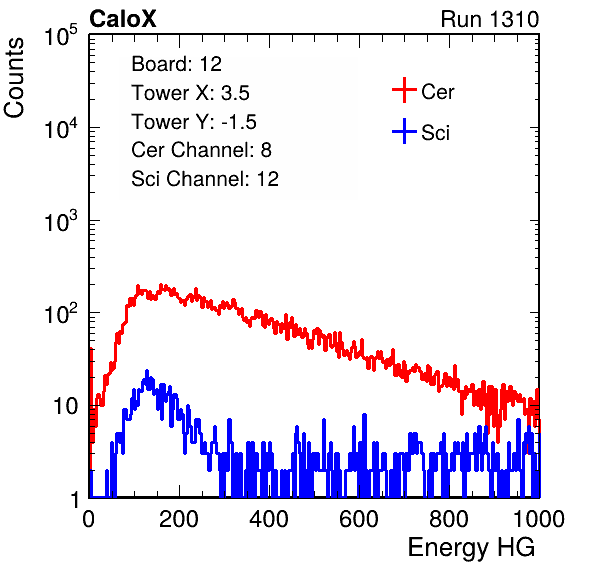 CaloX Run 1310
Counts
Board: 12
Tower X: 3.5
Tower Y: -1.5
Cer Channel: 8
Sci Channel: 12
Cer
Sci
10^5
10^4
10^3
10^2
10
1
0 200 400 600 800 1000
Energy HG